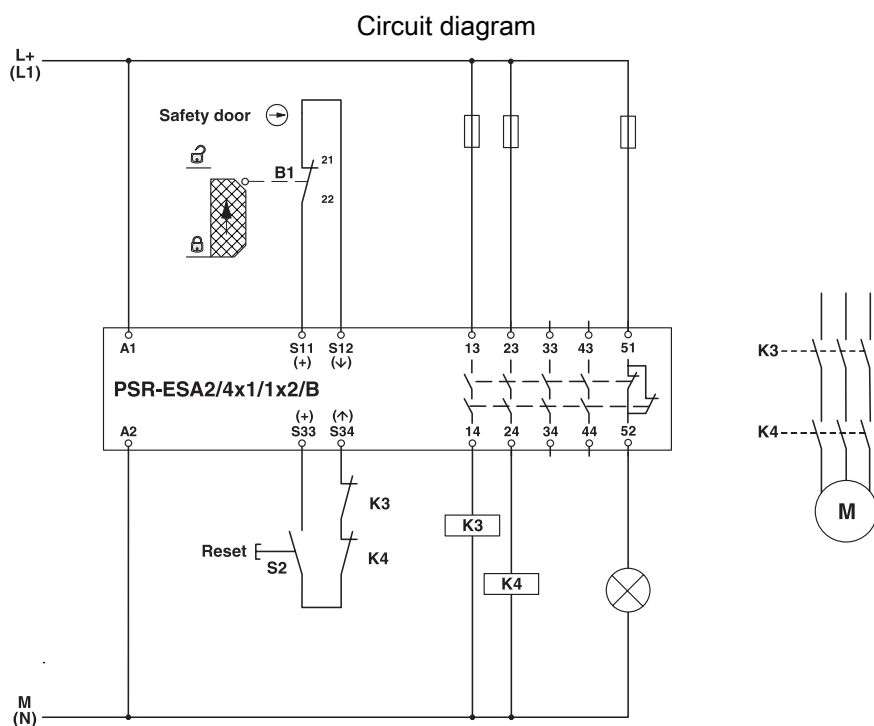 Circuit diagram
L+
(L1)
Safety door
B1
21
22
A1
S11
(+)
S12
(↓)
13
23
33
43
51
PSR-ESA2/4x1/1x2/B
(+)
(↑)
A2
S33
S34
14
24
34
44
52
K3
K4
Reset
S2
K3
K4
K3
K4
M
M
(N)